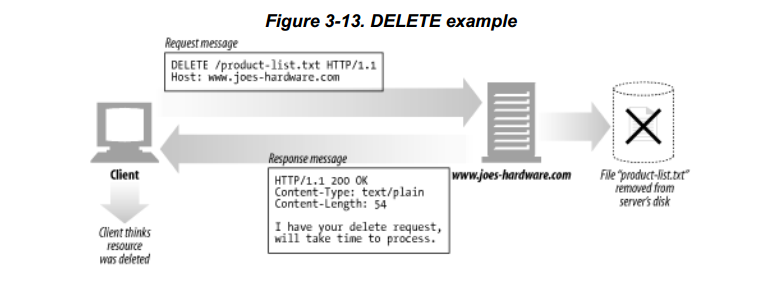 Figure 3-13. DELETE example
Request message
DELETE /product-list.txt HTTP/1.1
Host: www.joes-hardware.com
Client
www.joes-hardware.com
File "product-list.txt"
removed from
server's disk
Response message
HTTP/1.1 200 OK
Content-Type: text/plain
Content-Length: 54
I have your delete request,
will take time to process.
Client thinks
resource
was deleted